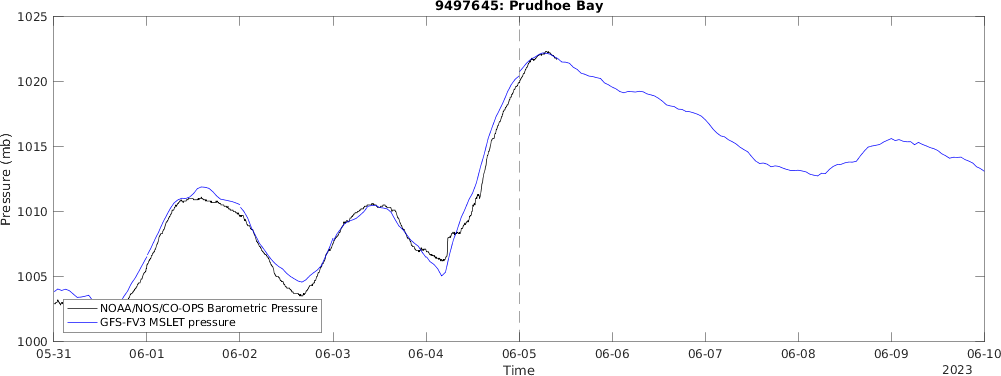 9497645: Prudhoe Bay
1025
1020
1015
1010
1005
1000
Pressure (mb)
NOAA/NOS/CO-OPS Barometric Pressure
GFS-FV3 MSLET pressure
05-31 06-01 06-02 06-03 06-04 06-05 06-06 06-07 06-08 06-09 06-10
Time
2023